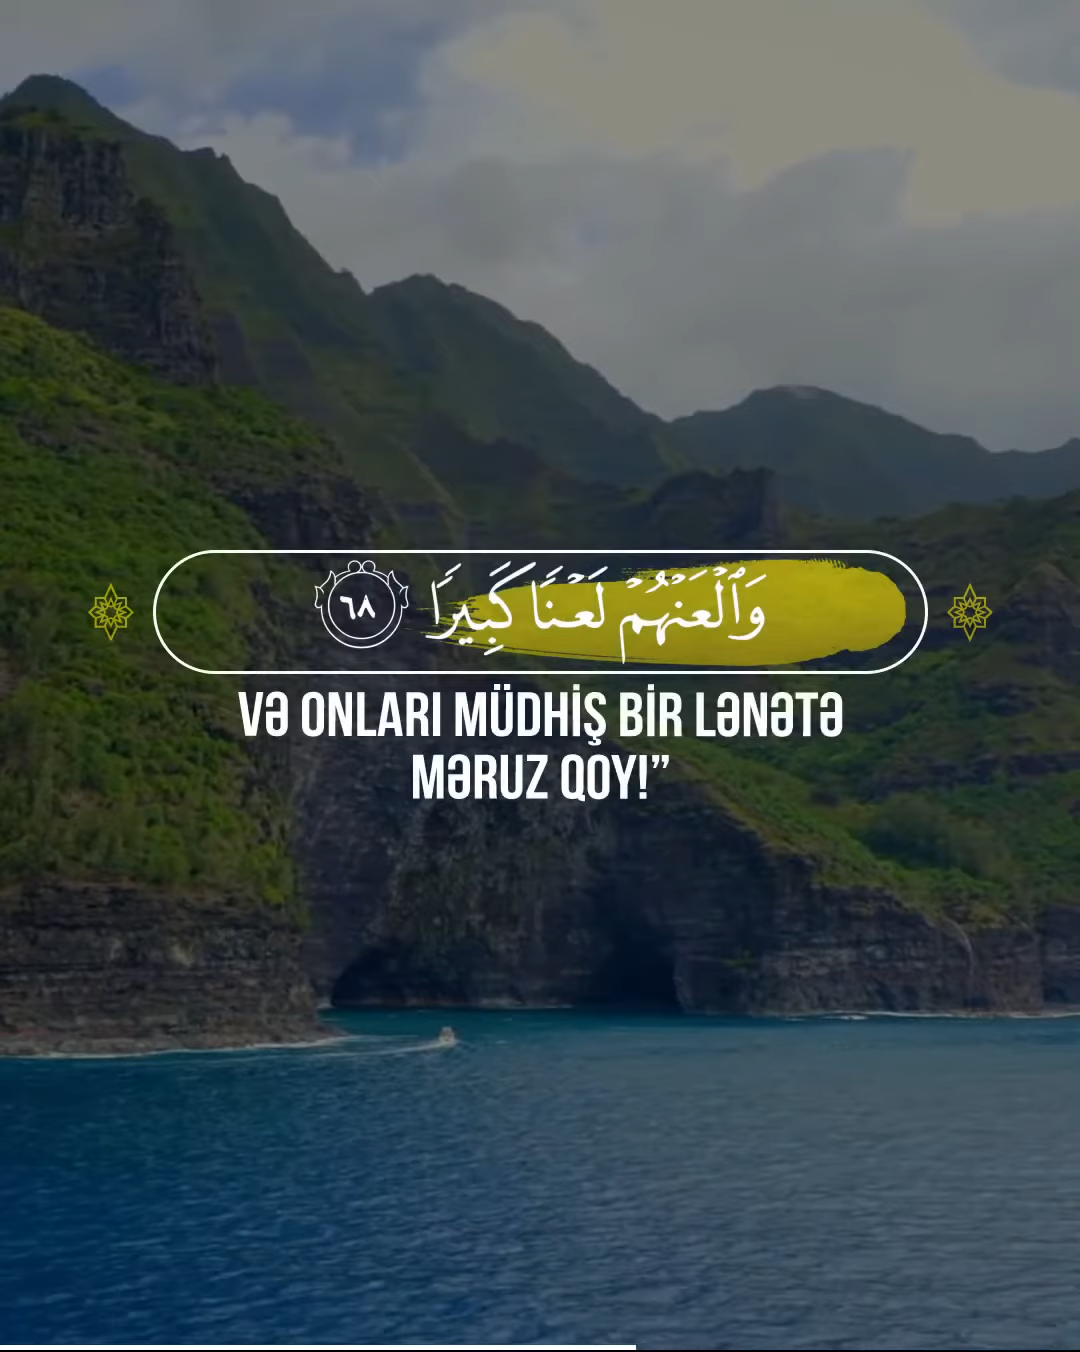 وَٱلْعَنْهُمْ لَعْنًا كَبِيرًا ٦٨
VƏ ONLARI MÜDHİŞ BİR LƏNƏTƏ
MƏRUZ QOY!”